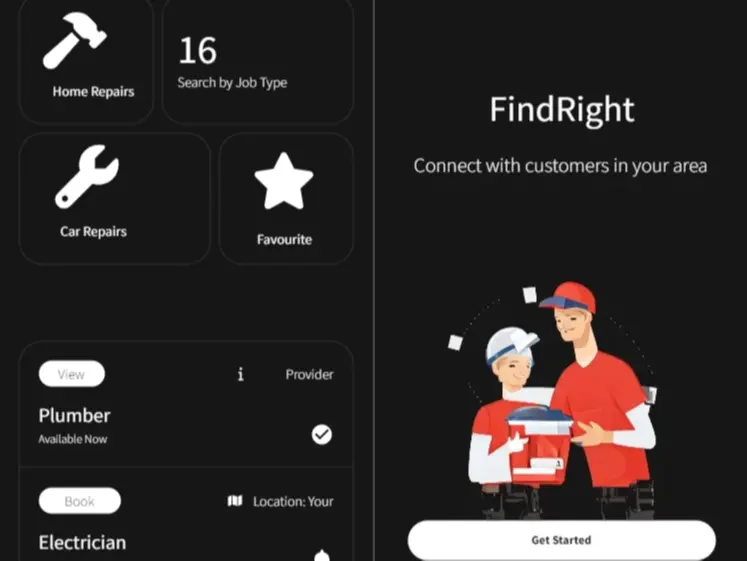 Home Repairs
16
Search by Job Type
Car Repairs
Favourite
View
Provider
Plumber
Available Now
Book
Location: Your
Electrician
FindRight
Connect with customers in your area
Get Started